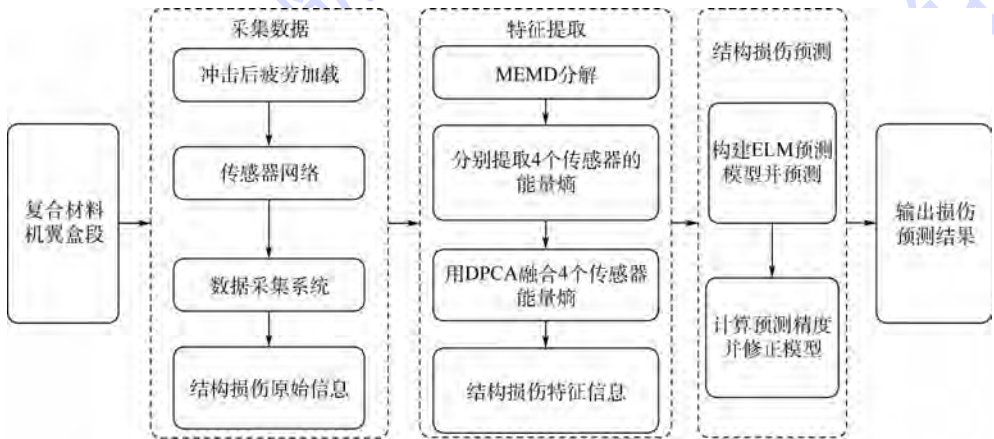 复合材料
机翼盒段
采集数据
冲击后疲劳加载
传感器网络
数据采集系统
结构损伤原始信息
特征提取
MEMD分解
分别提取4个传感器的
能量熵
用DPCA融合4个传感器
能量熵
结构损伤特征信息
结构损伤预测
构建ELM预测
模型并预测
计算预测精度
并修正模型
输出损伤
预测结果